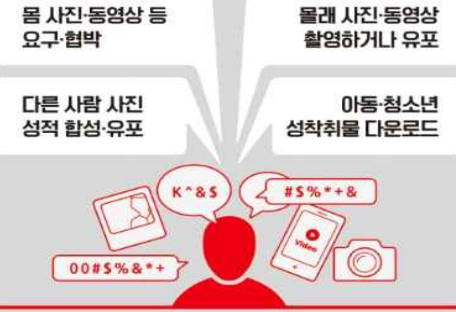 몸 사진·동영상 등
요구·협박
몰래 사진·동영상
촬영하거나 유포
다른 사람 사진
성적 합성·유포
아동·청소년
성착취물 다운로드
K^&$
#$%*+&
Video
00#$%&*+